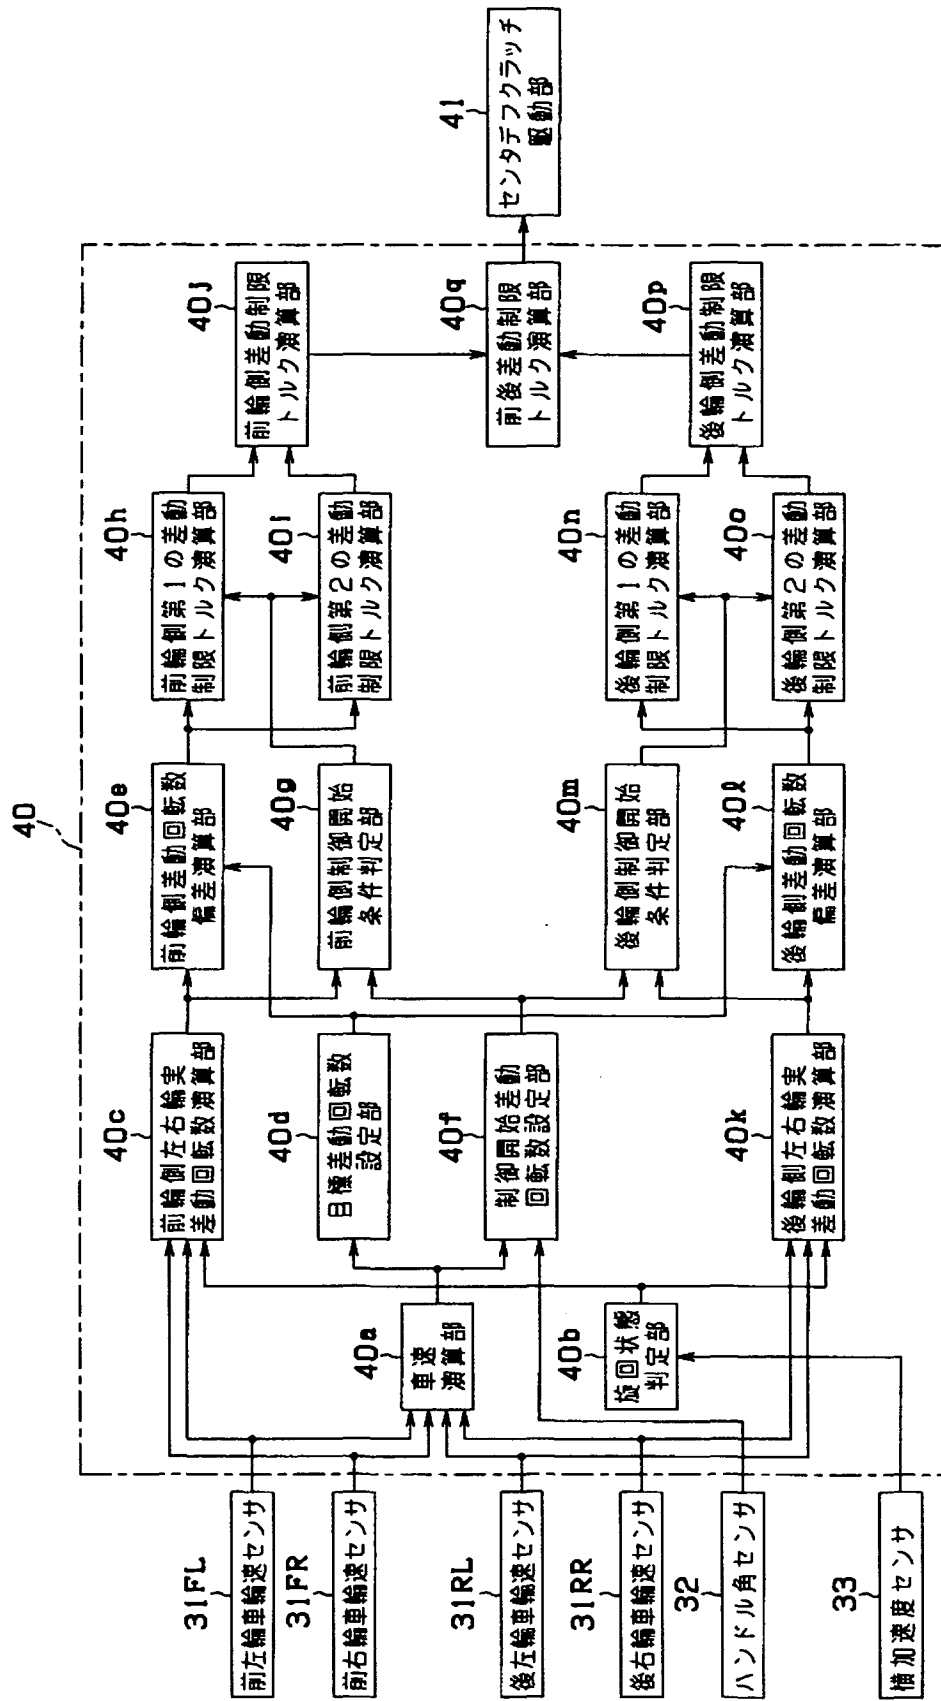 40
31FL
前左輪車輪速センサ
31FR
前右輪車輪速センサ
31RL
後左輪車輪速センサ
31RR
後右輪車輪速センサ
32
ハンドル角センサ
33
横加速度センサ
40a
車速
演算部
40b
旋回状態
判定部
40c
前輪側左右輪実
差動回転数演算部
40d
目標差動回転数
設定部
40f
制御開始差動
回転数設定部
40k
後輪側左右輪実
差動回転数演算部
40e
前輪側差動回転数
偏差演算部
40g
前輪側制御開始
条件判定部
40m
後輪側制御開始
条件判定部
40l
後輪側差動回転数
偏差演算部
40h
前輪側第1の差動
制限トルク演算部
40i
前輪側第2の差動
制限トルク演算部
40n
後輪側第1の差動
制限トルク演算部
40o
後輪側第2の差動
制限トルク演算部
40j
前輪側差動制限
トルク演算部
40q
前後差動制限
トルク演算部
40p
後輪側差動制限
トルク演算部
41
センタデフクラッチ
駆動部